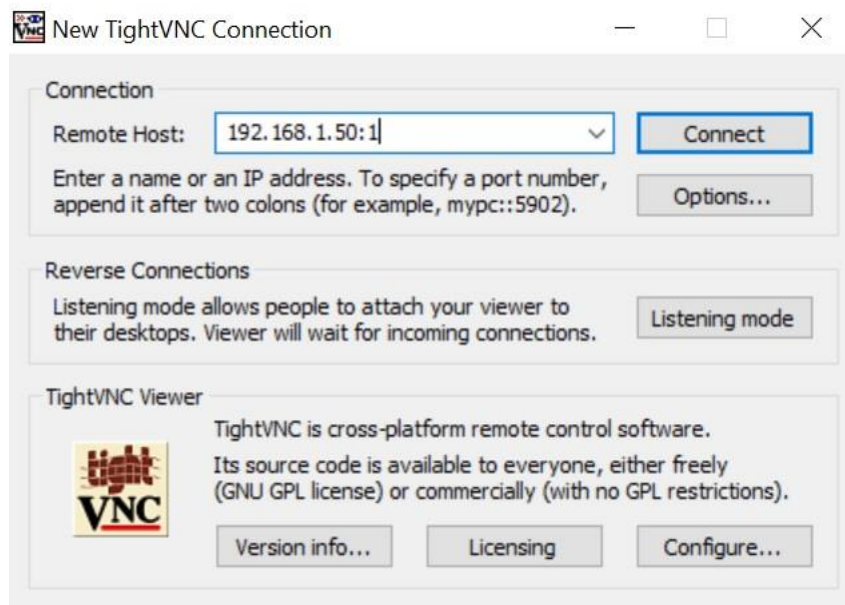 New TightVNC Connection
Connection
Remote Host: 192.168.1.50:1 Connect
Enter a name or an IP address. To specify a port number,
append it after two colons (for example, mypc::5902).
Options...
Reverse Connections
Listening mode allows people to attach your viewer to
their desktops. Viewer will wait for incoming connections.
Listening mode
TightVNC Viewer
tight
VNC
TightVNC is cross-platform remote control software.
Its source code is available to everyone, either freely
(GNU GPL license) or commercially (with no GPL restrictions).
Version info... Licensing Configure...